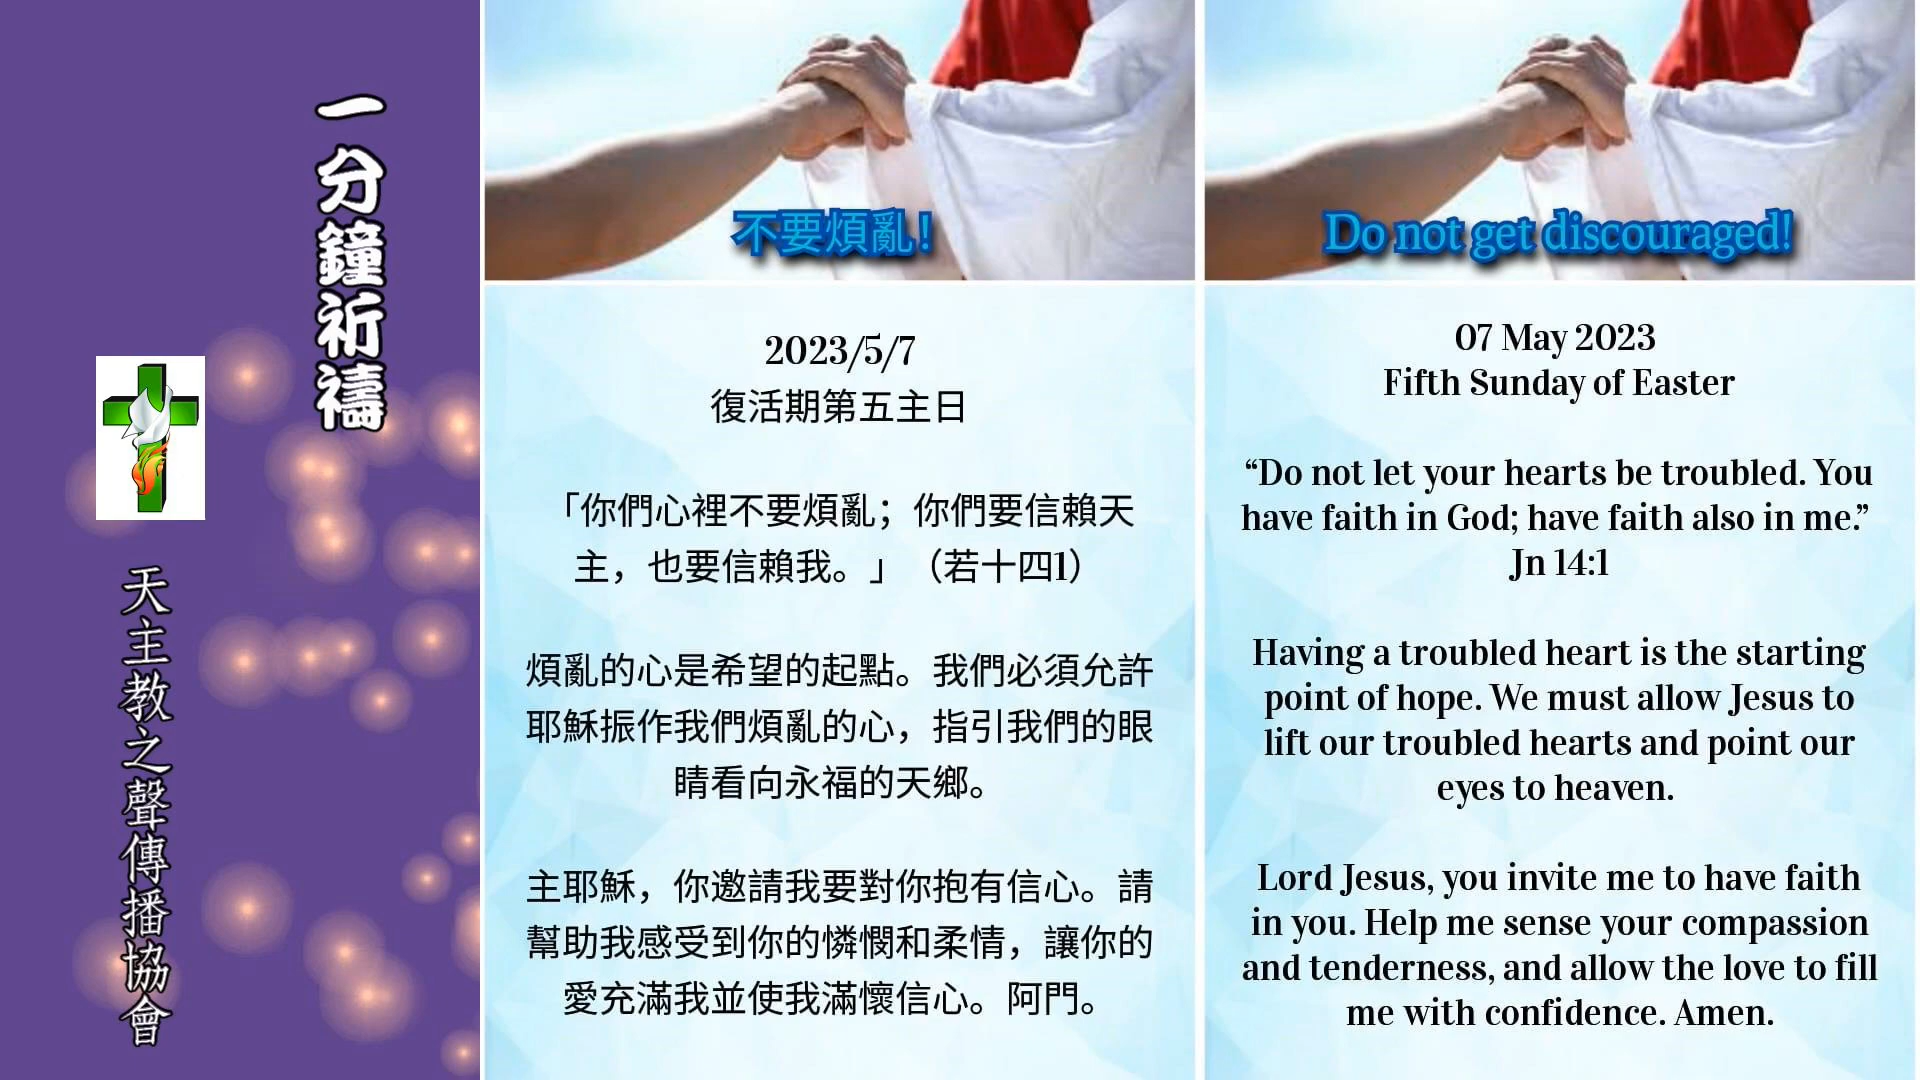 一分鐘祈禱
天主教之聲傳播協會
不要煩亂!
2023/5/7
復活期第五主日
「你們心裡不要煩亂；你們要信賴天
主，也要信賴我。」（若十四1）
煩亂的心是希望的起點。我們必須允許
耶穌振作我們煩亂的心，指引我們的眼
睛看向永福的天鄉。
主耶穌，你邀請我要對你抱有信心。請
幫助我感受到你的憐憫和柔情，讓你的
愛充滿我並使我滿懷信心。阿門。
Do not get discouraged!
07 May 2023
Fifth Sunday of Easter
“Do not let your hearts be troubled. You
have faith in God; have faith also in me.”
Jn 14:1
Having a troubled heart is the starting
point of hope. We must allow Jesus to
lift our troubled hearts and point our
eyes to heaven.
Lord Jesus, you invite me to have faith
in you. Help me sense your compassion
and tenderness, and allow the love to fill
me with confidence. Amen.